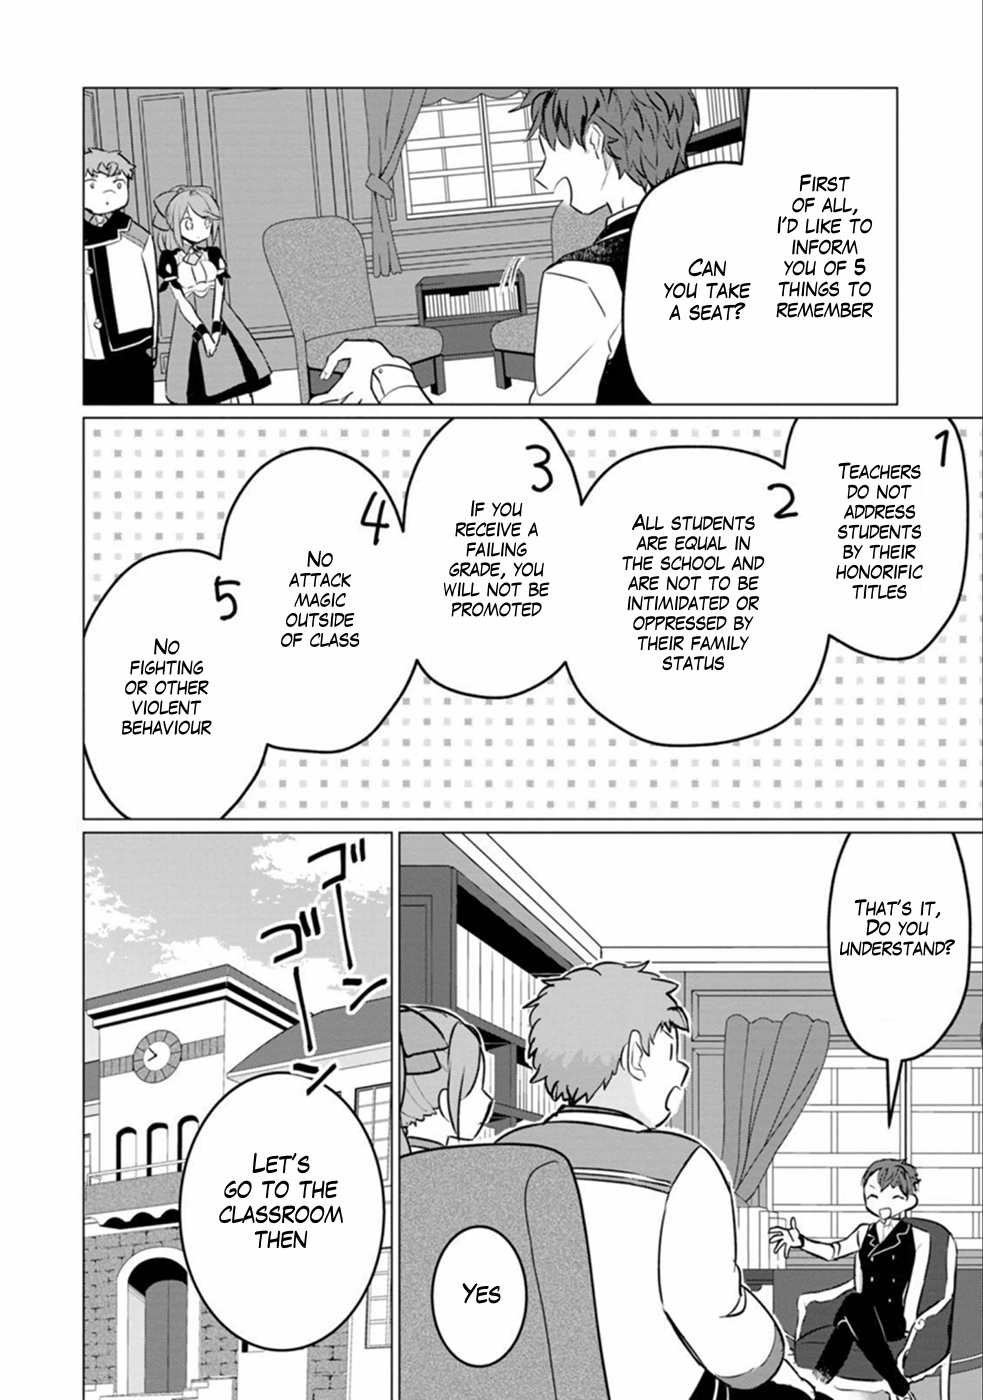 First
of all,
I'd like to
inform
you of 5
things to
remember
Can
you take
a seat?
1
Teachers
do not
address
students
by their
honorific
titles
2
All students
are equal in
the school and
are not to be
intimidated or
oppressed by
their family
status
3
If you
receive a
failing
grade, you
will not be
promoted
4
No
attack
magic
outside
of class
5
No
fighting
or other
violent
behaviour
That's it,
Do you
understand?
Yes
ゴーン
ゴーン
Let's
go to the
classroom
then